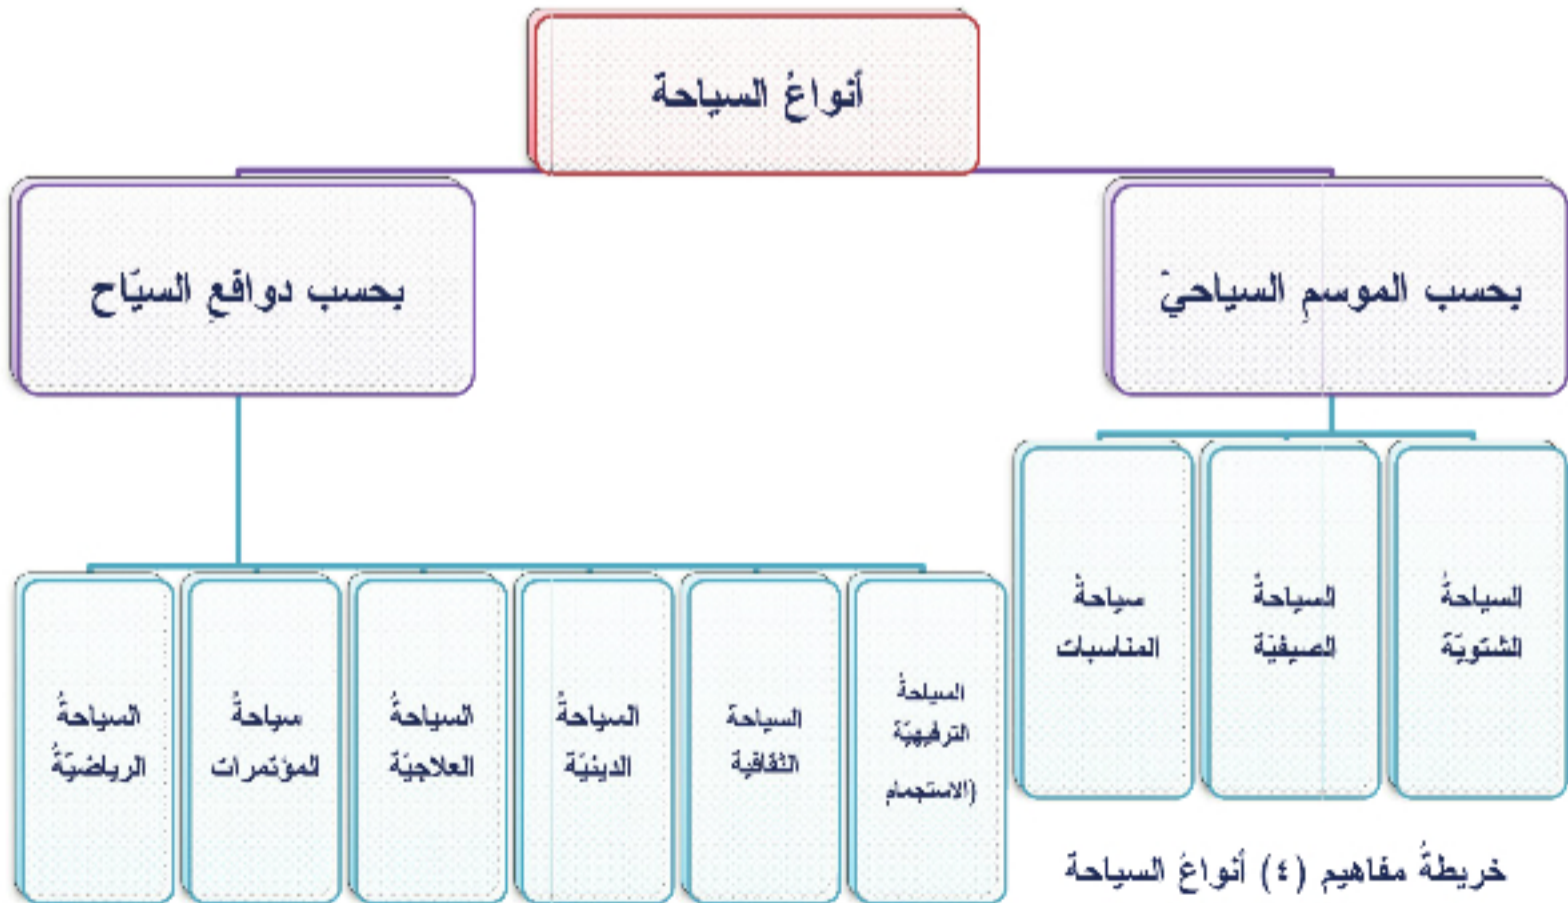 أنواعُ السياحة
بحسب الموسمِ السياحيّ
بحسب دوافعِ السيّاح
السياحةُ
الشتويّة
السياحةُ
الصيفيّة
سياحةُ
المناسبات
السياحةُ
الترفيهيّة
(الاستجمام
السياحة
الثقافية
السياحةُ
الدينيّة
السياحةُ
العلاجيّة
سياحةُ
المؤتمرات
السياحةُ
الرياضيّةُ
خريطةُ مفاهيم (٤) أنواعُ السياحة